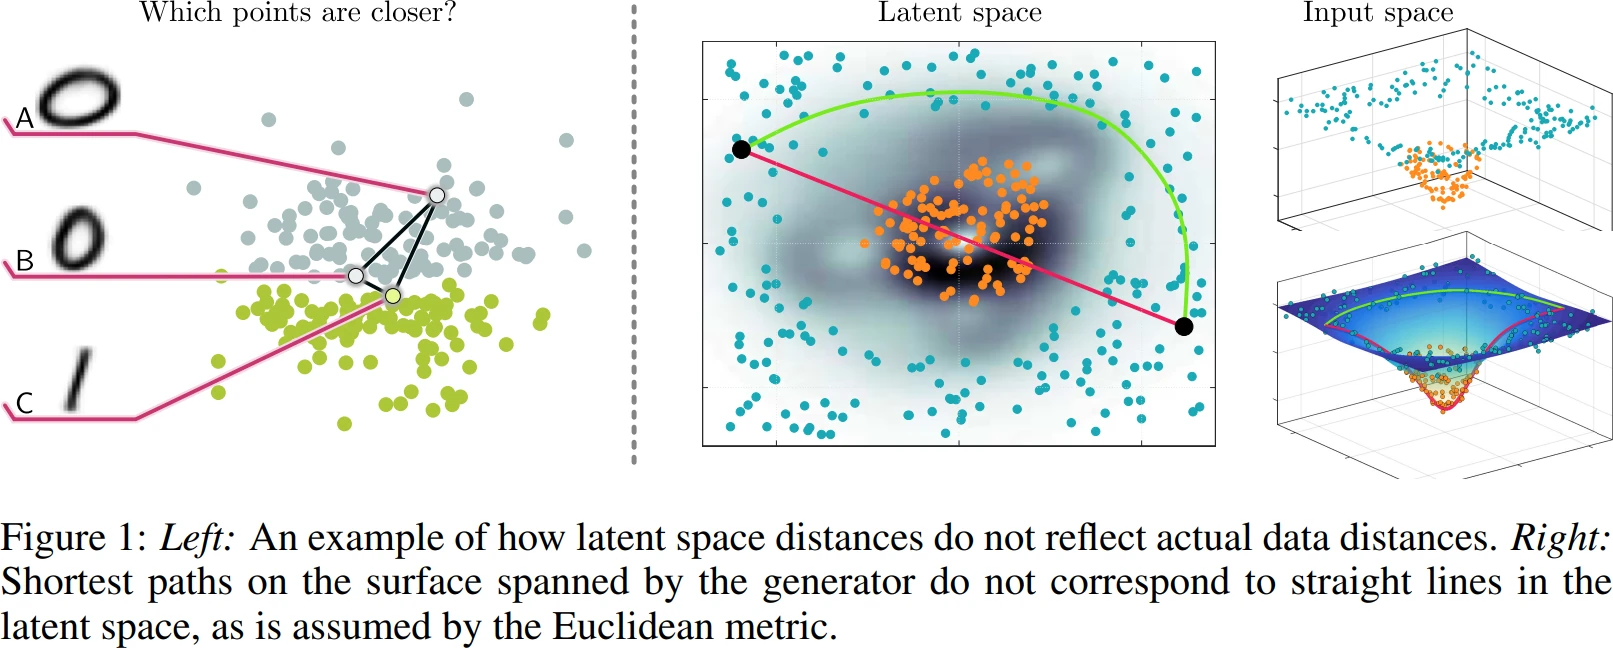 Which points are closer?
Latent space
Input space
A
B
C
Figure 1: Left: An example of how latent space distances do not reflect actual data distances. Right:
Shortest paths on the surface spanned by the generator do not correspond to straight lines in the
latent space, as is assumed by the Euclidean metric.